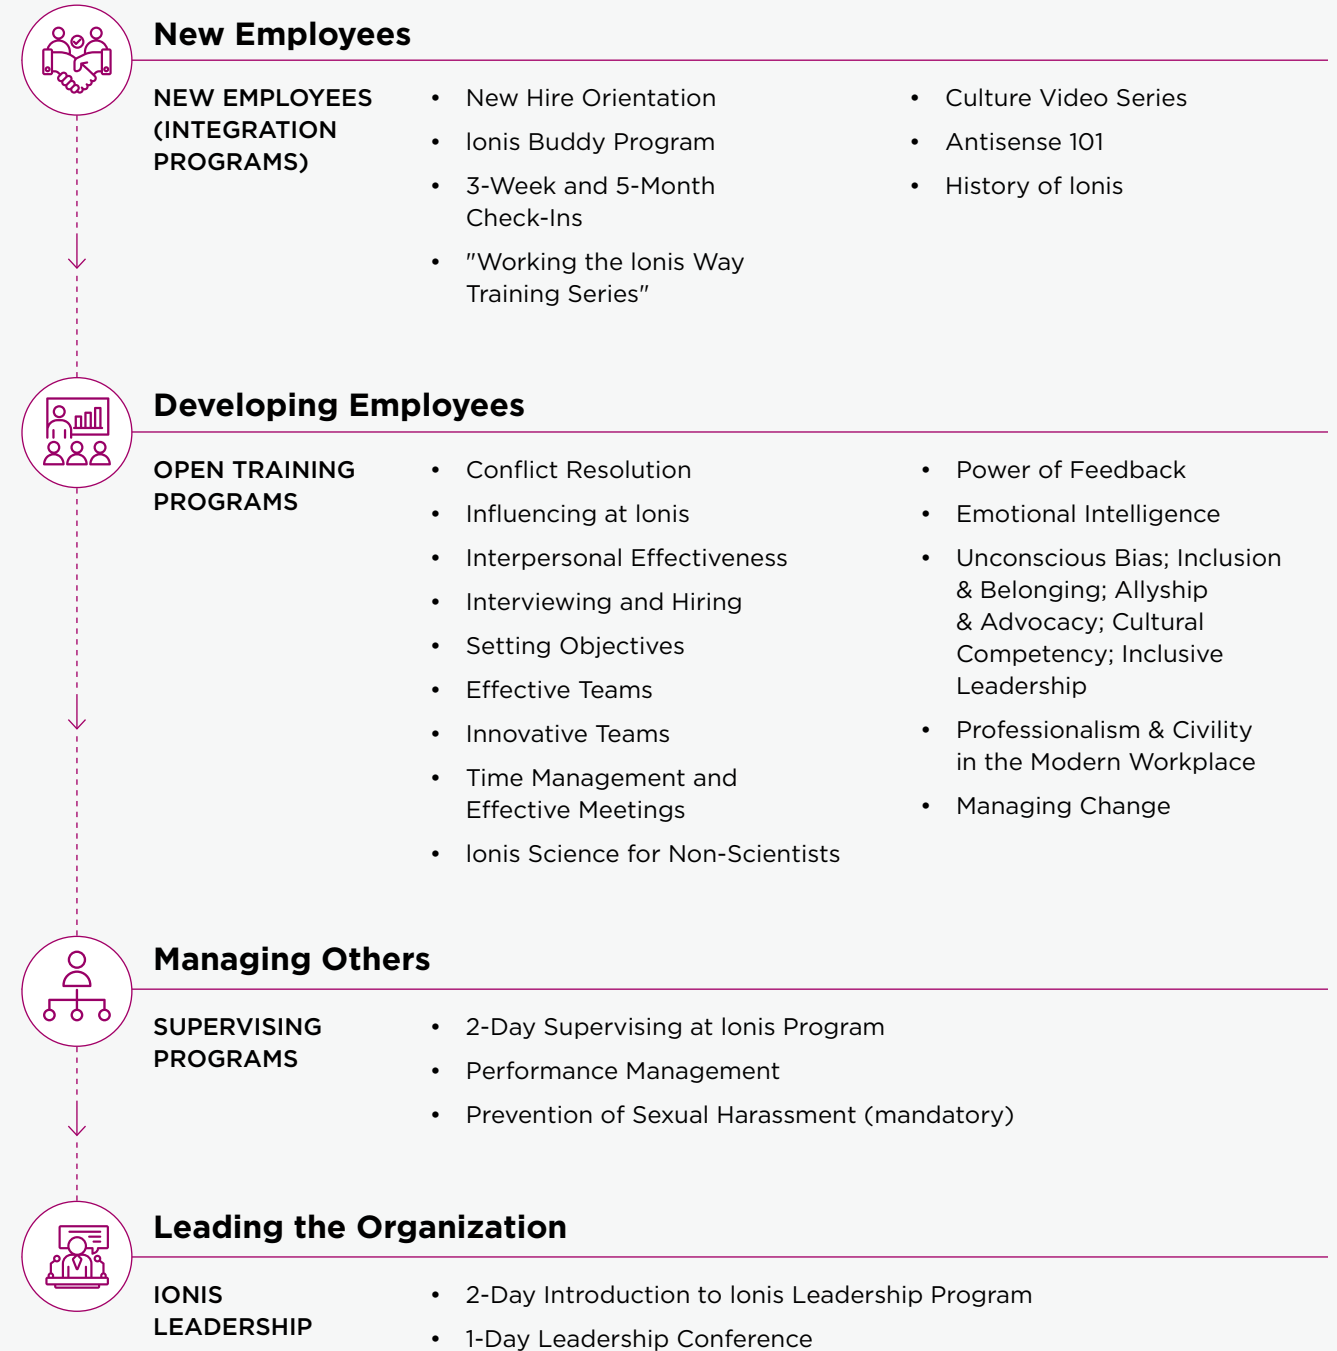 New Employees
NEW EMPLOYEES
(INTEGRATION
PROGRAMS)
• New Hire Orientation
• Ionis Buddy Program
• 3-Week and 5-Month
Check-Ins
• "Working the Ionis Way
Training Series"
• Culture Video Series
• Antisense 101
• History of Ionis
Developing Employees
OPEN TRAINING
PROGRAMS
• Conflict Resolution
• Influencing at Ionis
• Interpersonal Effectiveness
• Interviewing and Hiring
• Setting Objectives
• Effective Teams
• Innovative Teams
• Time Management and
Effective Meetings
• Ionis Science for Non-Scientists
• Power of Feedback
• Emotional Intelligence
• Unconscious Bias; Inclusion
& Belonging; Allyship
& Advocacy; Cultural
Competency; Inclusive
Leadership
• Professionalism & Civility
in the Modern Workplace
• Managing Change
Managing Others
SUPERVISING
PROGRAMS
• 2-Day Supervising at Ionis Program
• Performance Management
• Prevention of Sexual Harassment (mandatory)
Leading the Organization
IONIS
LEADERSHIP
• 2-Day Introduction to Ionis Leadership Program
• 1-Day Leadership Conference